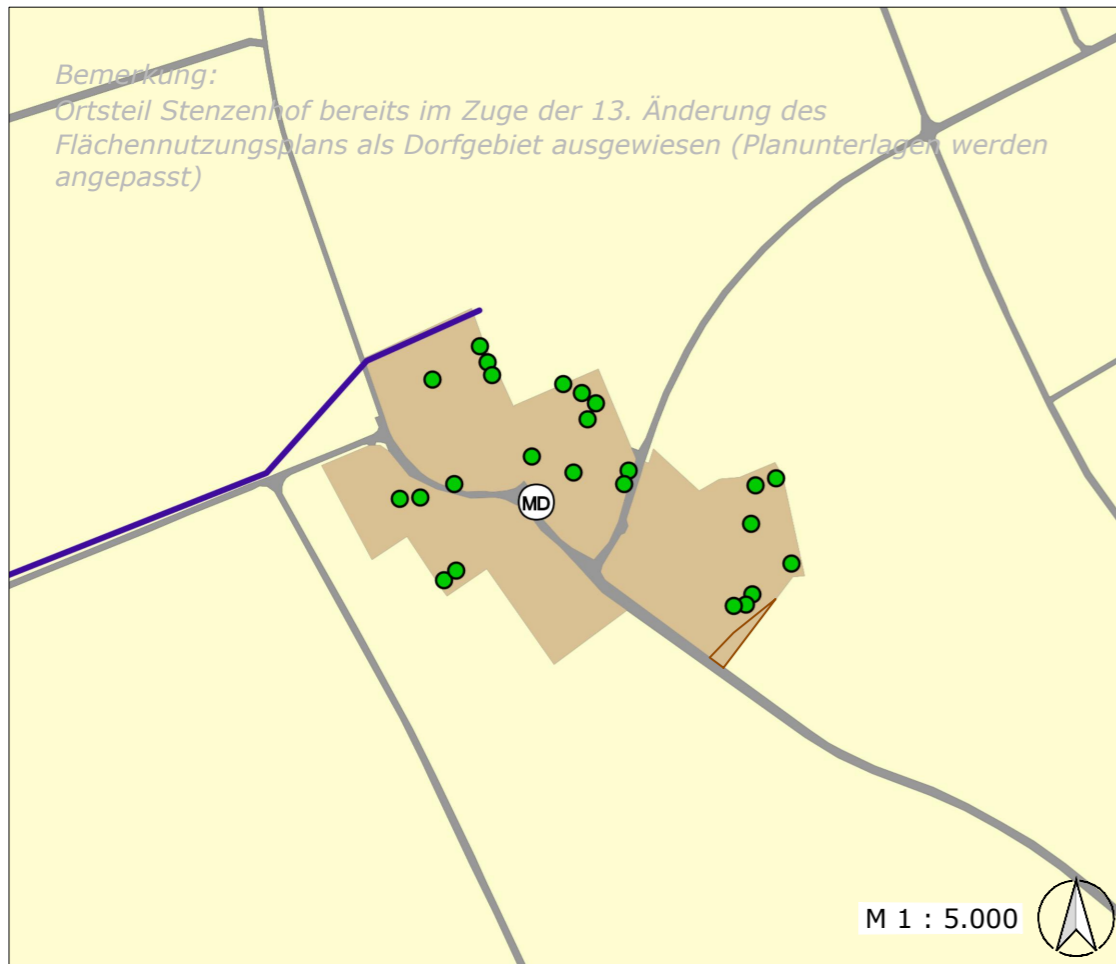 Bemerkung:
Ortsteil Stenzenhof bereits im Zuge der 13. Änderung des
Flächennutzungsplans als Dorfgebiet ausgewiesen (Planunterlagen werden
angepasst)
MD
M 1 : 5.000